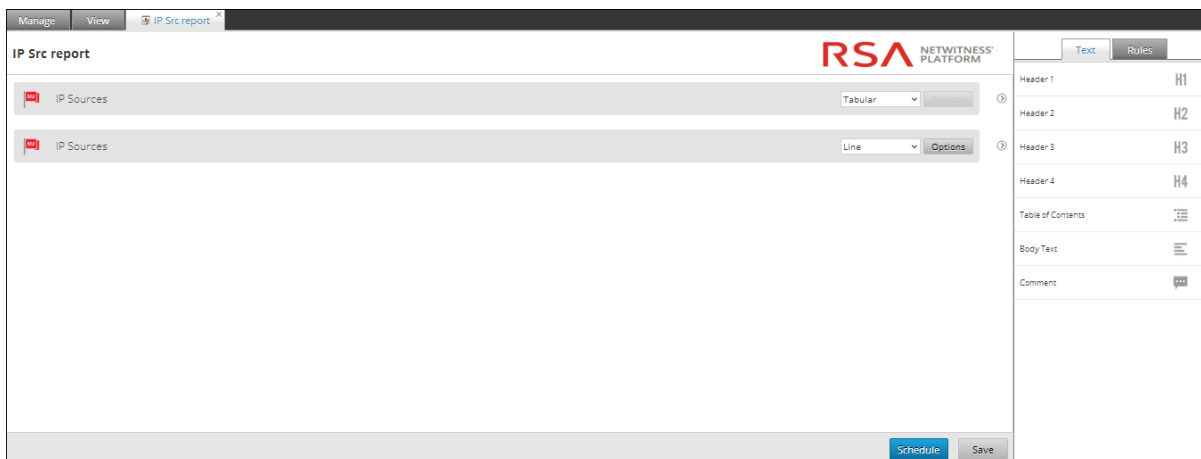 Manage View IP Src report ×
IP Src report
RSA NETWITNESS®
PLATFORM
IP Sources Tabular Options
IP Sources Line Options
Schedule Save
Text Rules
Header 1 H1
Header 2 H2
Header 3 H3
Header 4 H4
Table of Contents
Body Text
Comment